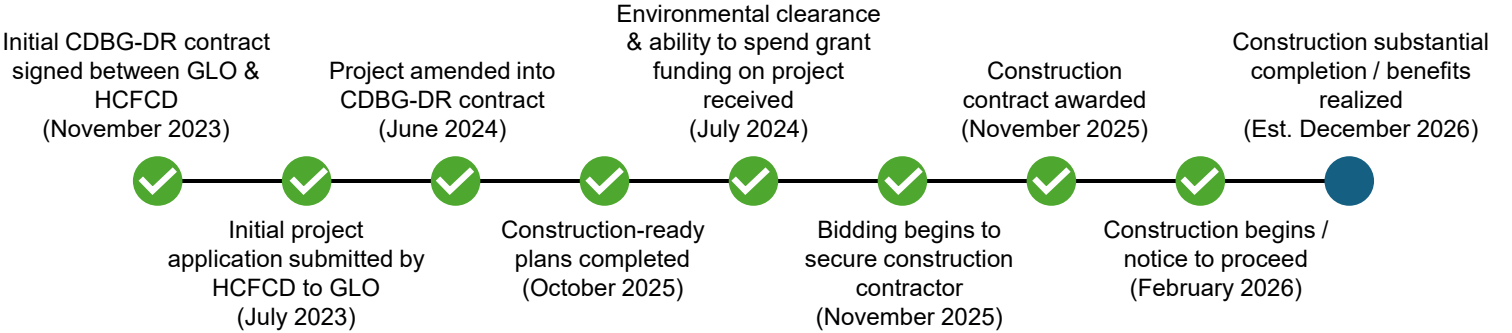 Initial CDBG-DR contract
signed between GLO &
HCFCD
(November 2023)
Initial project
application submitted by
HCFCD to GLO
(July 2023)
Project amended into
CDBG-DR contract
(June 2024)
Construction-ready
plans completed
(October 2025)
Environmental clearance
& ability to spend grant
funding on project
received
(July 2024)
Bidding begins to
secure construction
contractor
(November 2025)
Construction
contract awarded
(November 2025)
Construction begins /
notice to proceed
(February 2026)
Construction substantial
completion / benefits
realized
(Est. December 2026)